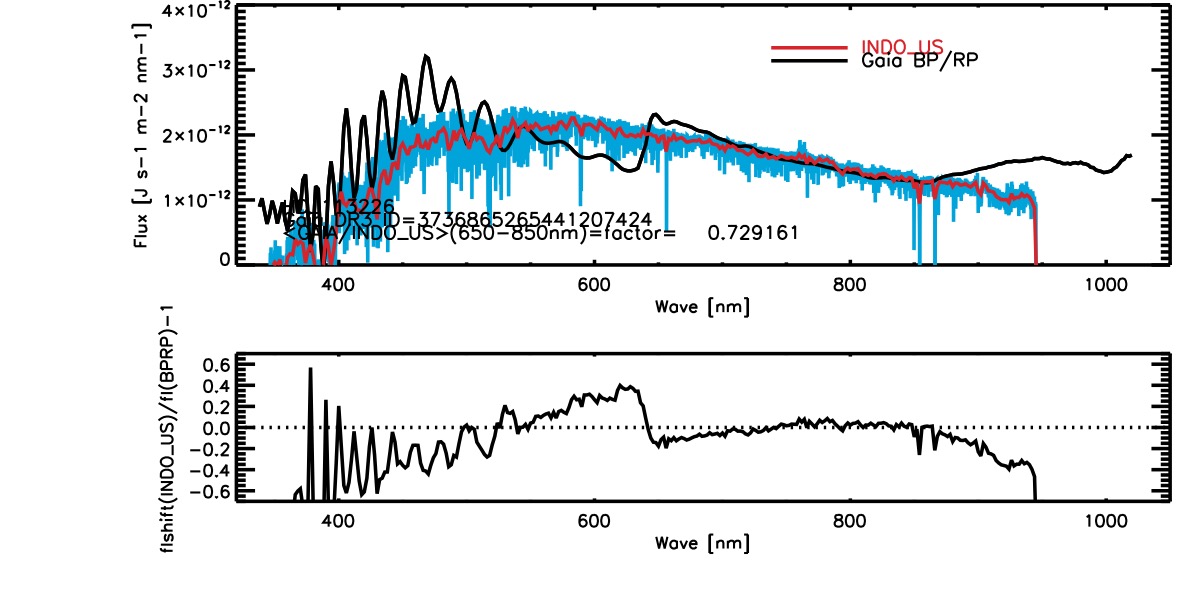 4×10−12
3×10−12
2×10−12
1×10−12
0
Flux [J s−1 m−2 nm−1]
INDO_US
Gaia BP/RP
Gaia DR3 ID=3736865265441207424
<GAIA/INDO_US>(650−850nm)=factor= 0.729161
400 600 800 1000
Wave [nm]
flshift(INDO_US)/fl(BPRP)−1
0.6
0.4
0.2
0.0
−0.2
−0.4
−0.6
400 600 800 1000
Wave [nm]